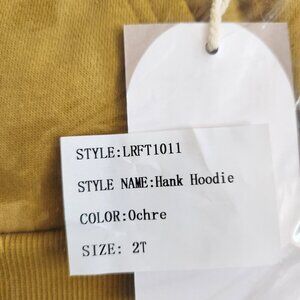 STYLE:LRFT1011
STYLE NAME:Hank Hoodie
COLOR:Ochre
SIZE: 2T